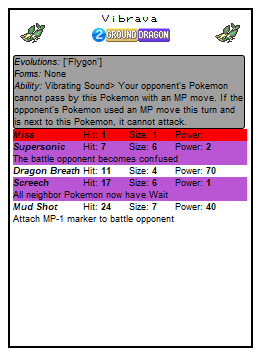 Vibrava
2 GROUND DRAGON
Evolutions: ['Flygon']
Forms: None
Ability: Vibrating Sound> Your opponent's Pokemon
cannot pass by this Pokemon with an MP move. If the
opponent's Pokemon used an MP move this turn and
is next to this Pokemon, it cannot attack.
Miss Hit: 1 Size: 1 Power:
Supersonic Hit: 7 Size: 6 Power: 2
The battle opponent becomes confused
Dragon Breath Hit: 11 Size: 4 Power: 70
Screech Hit: 17 Size: 6 Power: 1
All neighbor Pokemon now have Wait
Mud Shot Hit: 24 Size: 7 Power: 40
Attach MP-1 marker to battle opponent